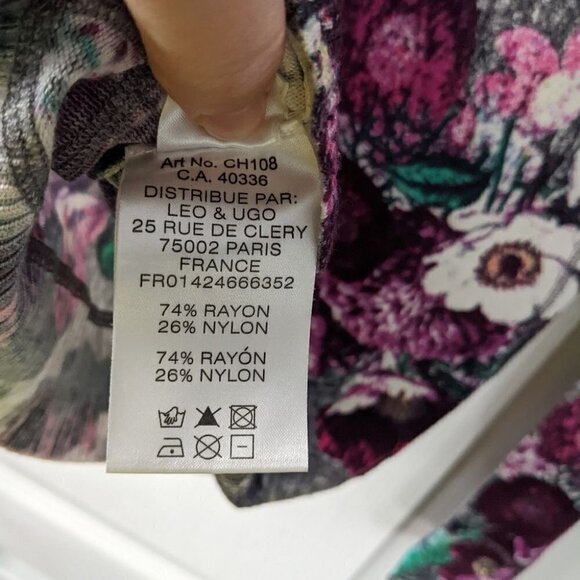 Art No. CH108
C.A. 40336
DISTRIBUE PAR:
LEO & UGO
25 RUE DE CLERY
75002 PARIS
FRANCE
FR01424666352
74% RAYON
26% NYLON
74% RAYÓN
26% NYLON